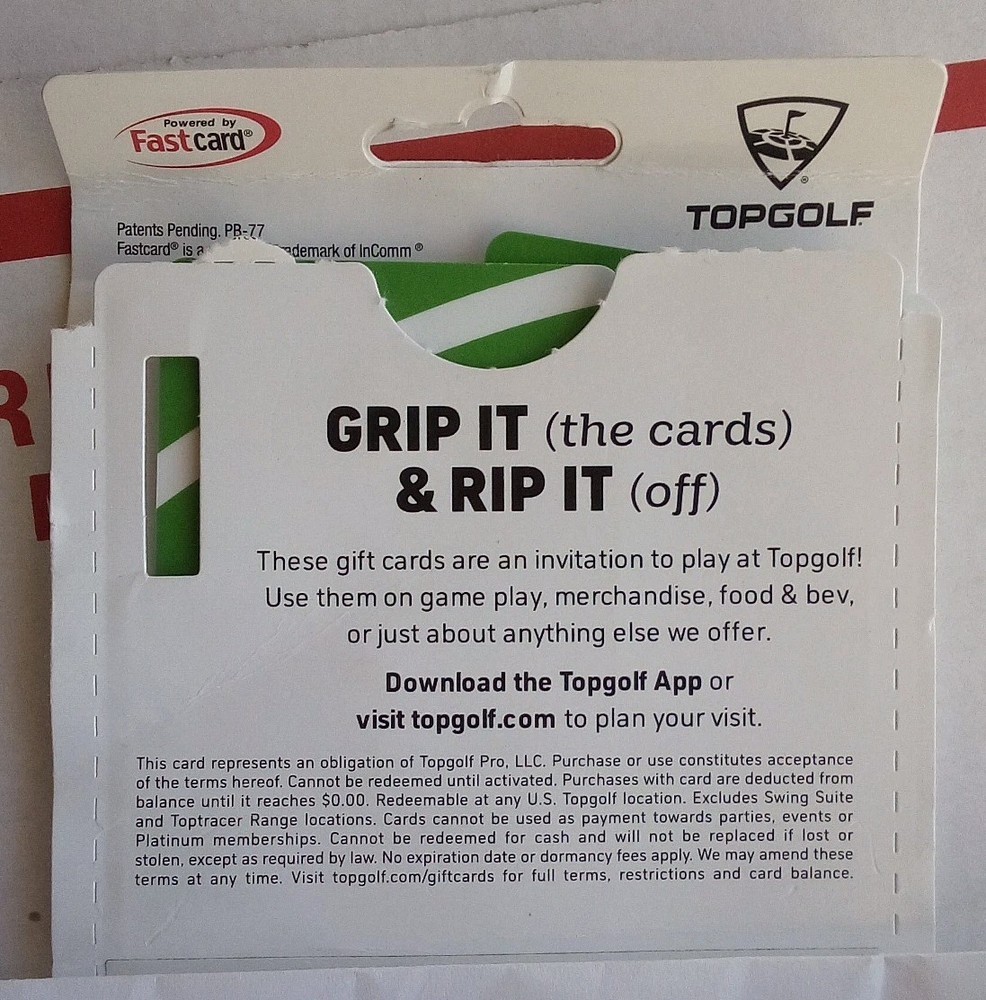 Powered by
Fastcard®
TOPGOLF®
Patents Pending. PB-77
Fastcard® is a demark of InComm®
GRIP IT (the cards)
& RIP IT (off)
These gift cards are an invitation to play at Topgolf!
Use them on game play, merchandise, food & bev,
or just about anything else we offer.
Download the Topgolf App or
visit topgolf.com to plan your visit.
This card represents an obligation of Topgolf Pro, LLC. Purchase or use constitutes acceptance
of the terms hereof. Cannot be redeemed until activated. Purchases with card are deducted from
balance until it reaches $0.00. Redeemable at any U.S. Topgolf location. Excludes Swing Suite
and Toptracer Range locations. Cards cannot be used as payment towards parties, events or
Platinum memberships. Cannot be redeemed for cash and will not be replaced if lost or
stolen, except as required by law. No expiration date or dormancy fees apply. We may amend these
terms at any time. Visit topgolf.com/giftcards for full terms, restrictions and card balance.